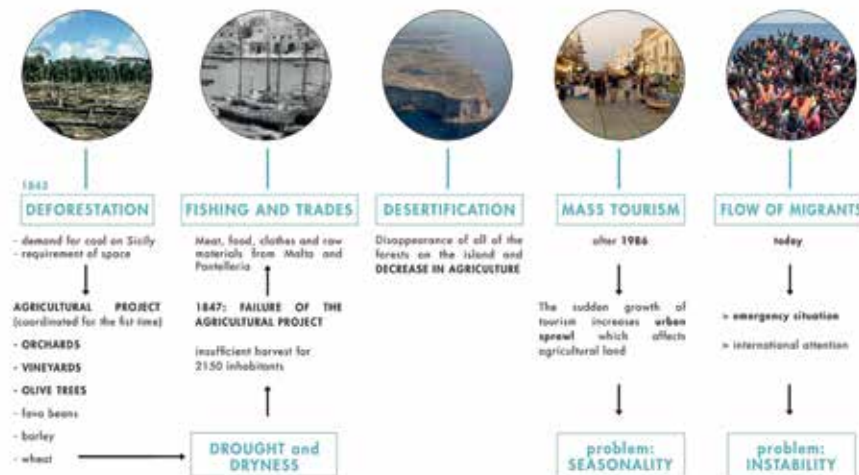 1843
DEFORESTATION
- demand for coal on Sicily
- requirement of space
AGRICULTURAL PROJECT
(coordinated for the fist time)
- ORCHARDS
- VINEYARDS
- OLIVE TREES
- fava beans
- barley
- wheat
FISHING AND TRADES
Meat, food, clothes and raw
materials from Malta and
Pantelleria
1847: FAILURE OF THE
AGRICULTURAL PROJECT
insufficient harvest for
2150 inhabitants
DROUGHT and
DRYNESS
DESERTIFICATION
Disappearance of all of the
forests on the island and
DECREASE IN AGRICULTURE
MASS TOURISM
after 1986
The sudden growth of
tourism increases urban
sprawl which affects
agricultural land
problem:
SEASONALITY
FLOW OF MIGRANTS
today
» emergency situation
» international attention
problem:
INSTABILITY